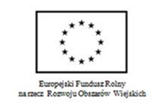 Europejski Fundusz Rolny
na rzecz Rozwoju Obszarów Wiejskich